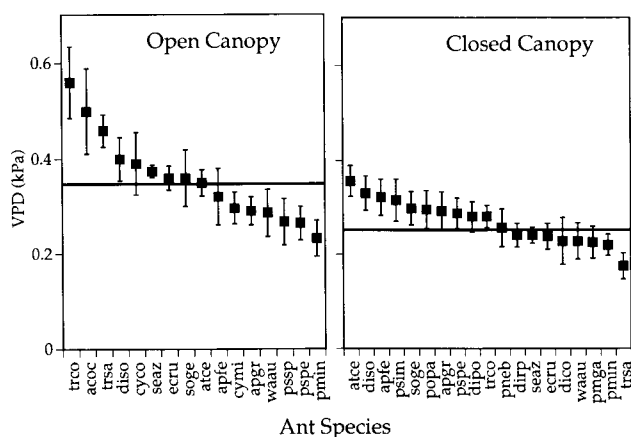 Open Canopy
Closed Canopy
0.6
0.4
0.2
0
VPD (kPa)
trco
acoc
trsa
diso
cyco
seaz
ecru
soge
atce
apfe
cymi
apgr
waau
pssp
pspe
pmin
atce
diso
apfe
psim
soge
popa
apgr
pspe
dipo
trco
pneb
dirp
seaz
ecru
dico
waau
pmga
pmin
trsa
Ant Species